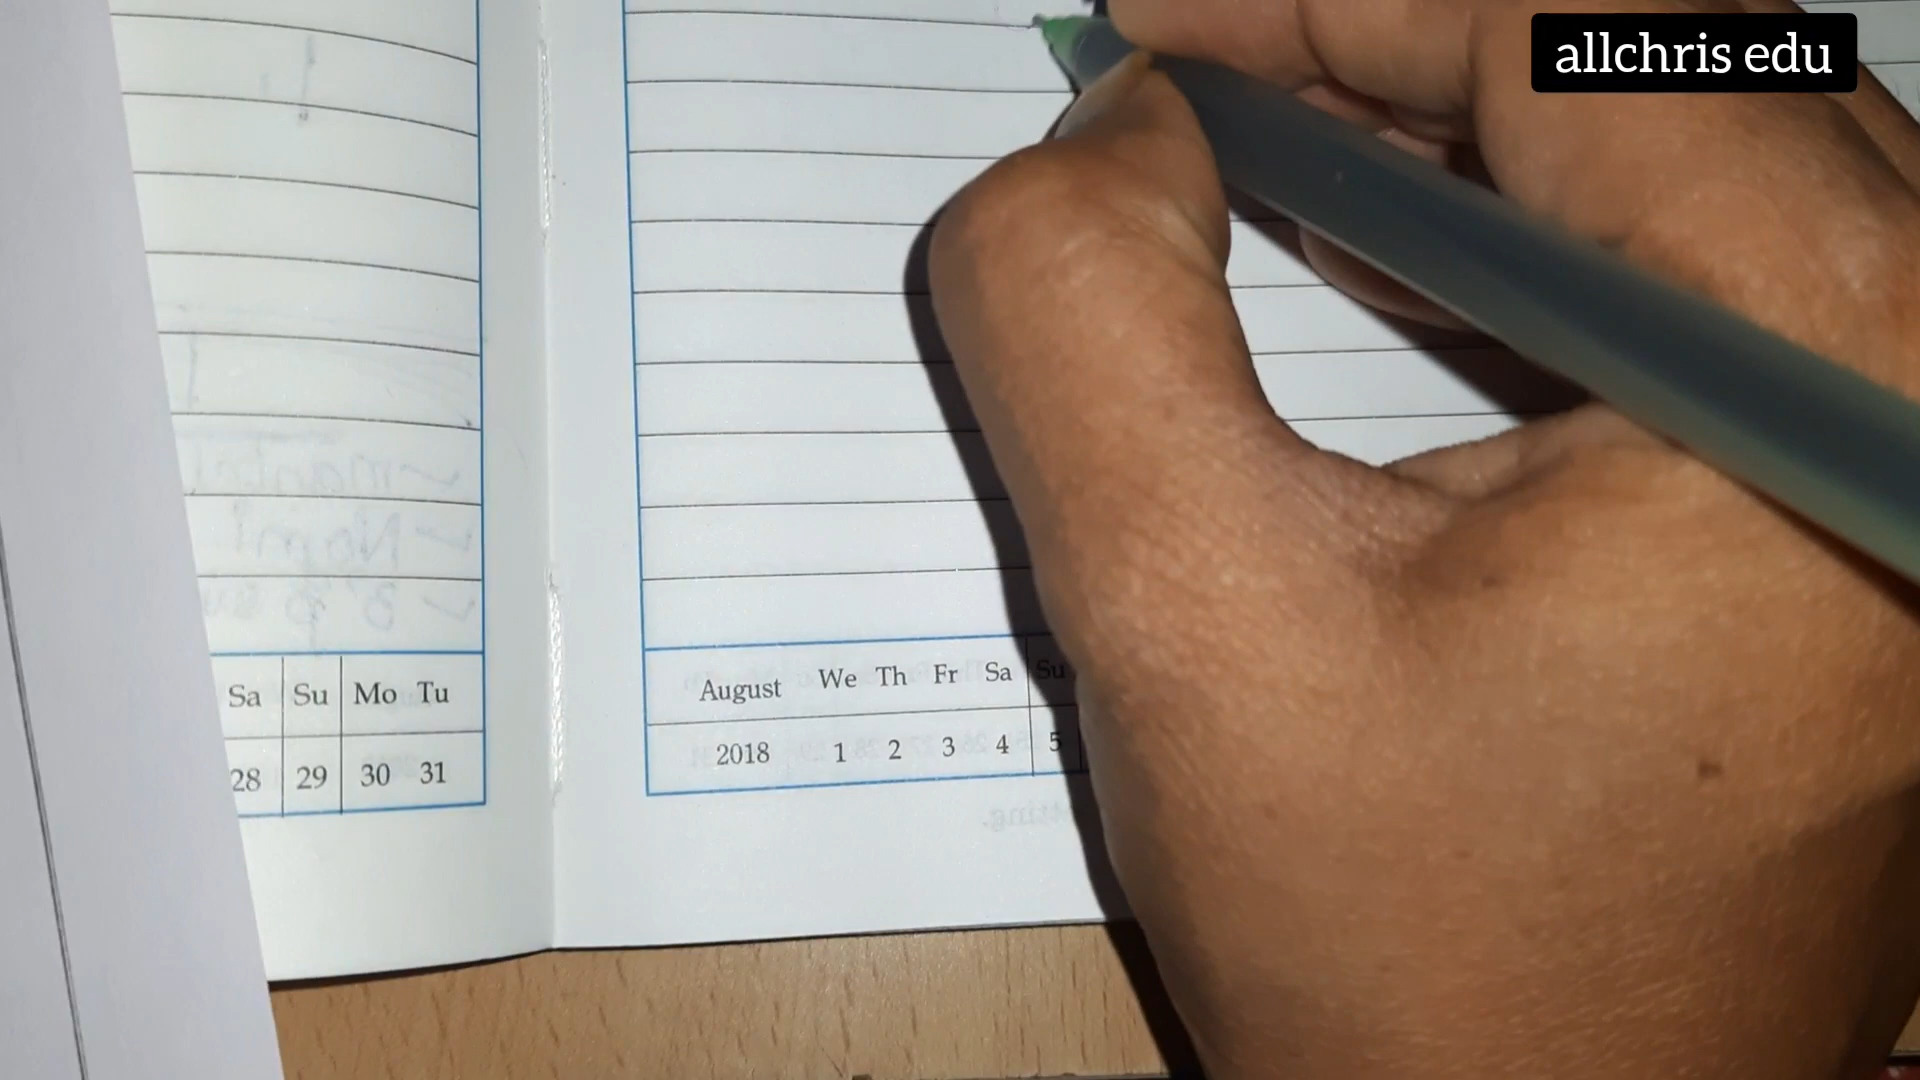 allchris edu
Sa Su Mo Tu
28 29 30 31
August We Th Fr Sa Su
2018 1 2 3 4 5